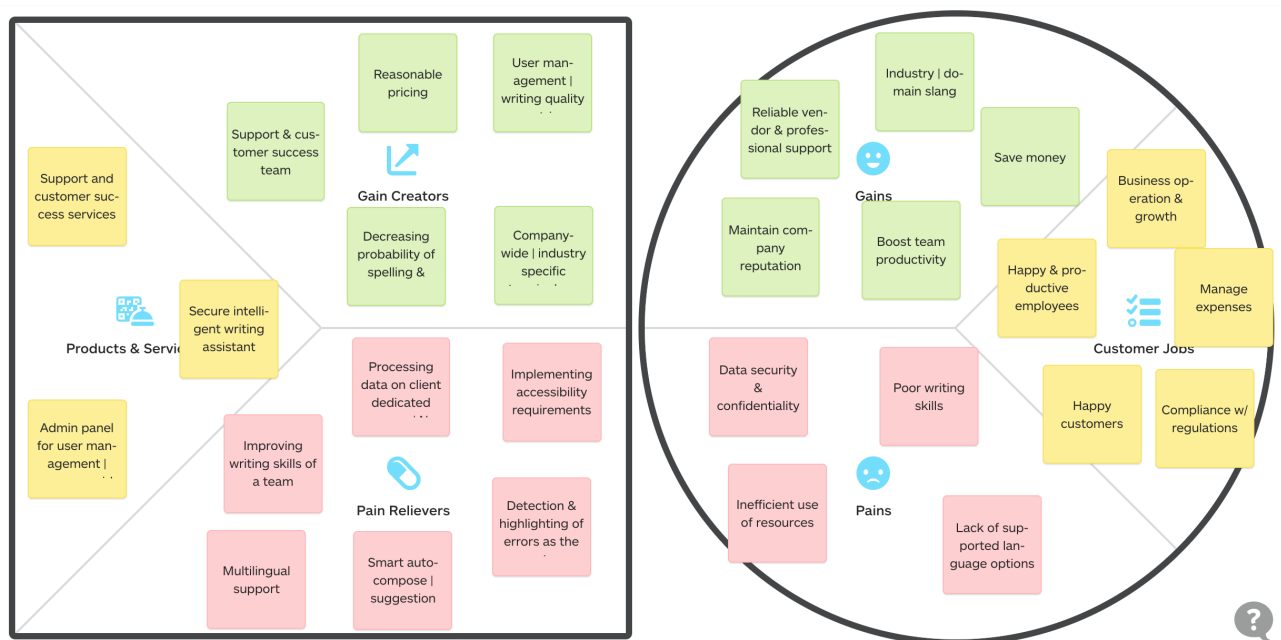 Reasonable
pricing
User man-
agement |
writing quality
Support & cus-
tomer success
team
Gain Creators
Decreasing
probability of
spelling &
Company-
wide | industry
specific
Support and
customer suc-
cess services
Secure intelli-
gent writing
assistant
Products & Servic
Admin panel
for user man-
agement |
Processing
data on client
dedicated
Implementing
accessibility
requirements
Improving
writing skills of
a team
Pain Relievers
Detection &
highlighting of
errors as the
Multilingual
support
Smart auto-
compose |
suggestion
Industry | do-
main slang
Reliable ven-
dor & profes-
sional support
Save money
Gains
Maintain com-
pany
reputation
Boost team
productivity
Business op-
eration &
growth
Happy & pro-
ductive
employees
Manage
expenses
Customer Jobs
Happy
customers
Compliance w/
regulations
Data security
&
confidentiality
Poor writing
skills
Pains
Inefficient use
of resources
Lack of sup-
ported lan-
guage options
?